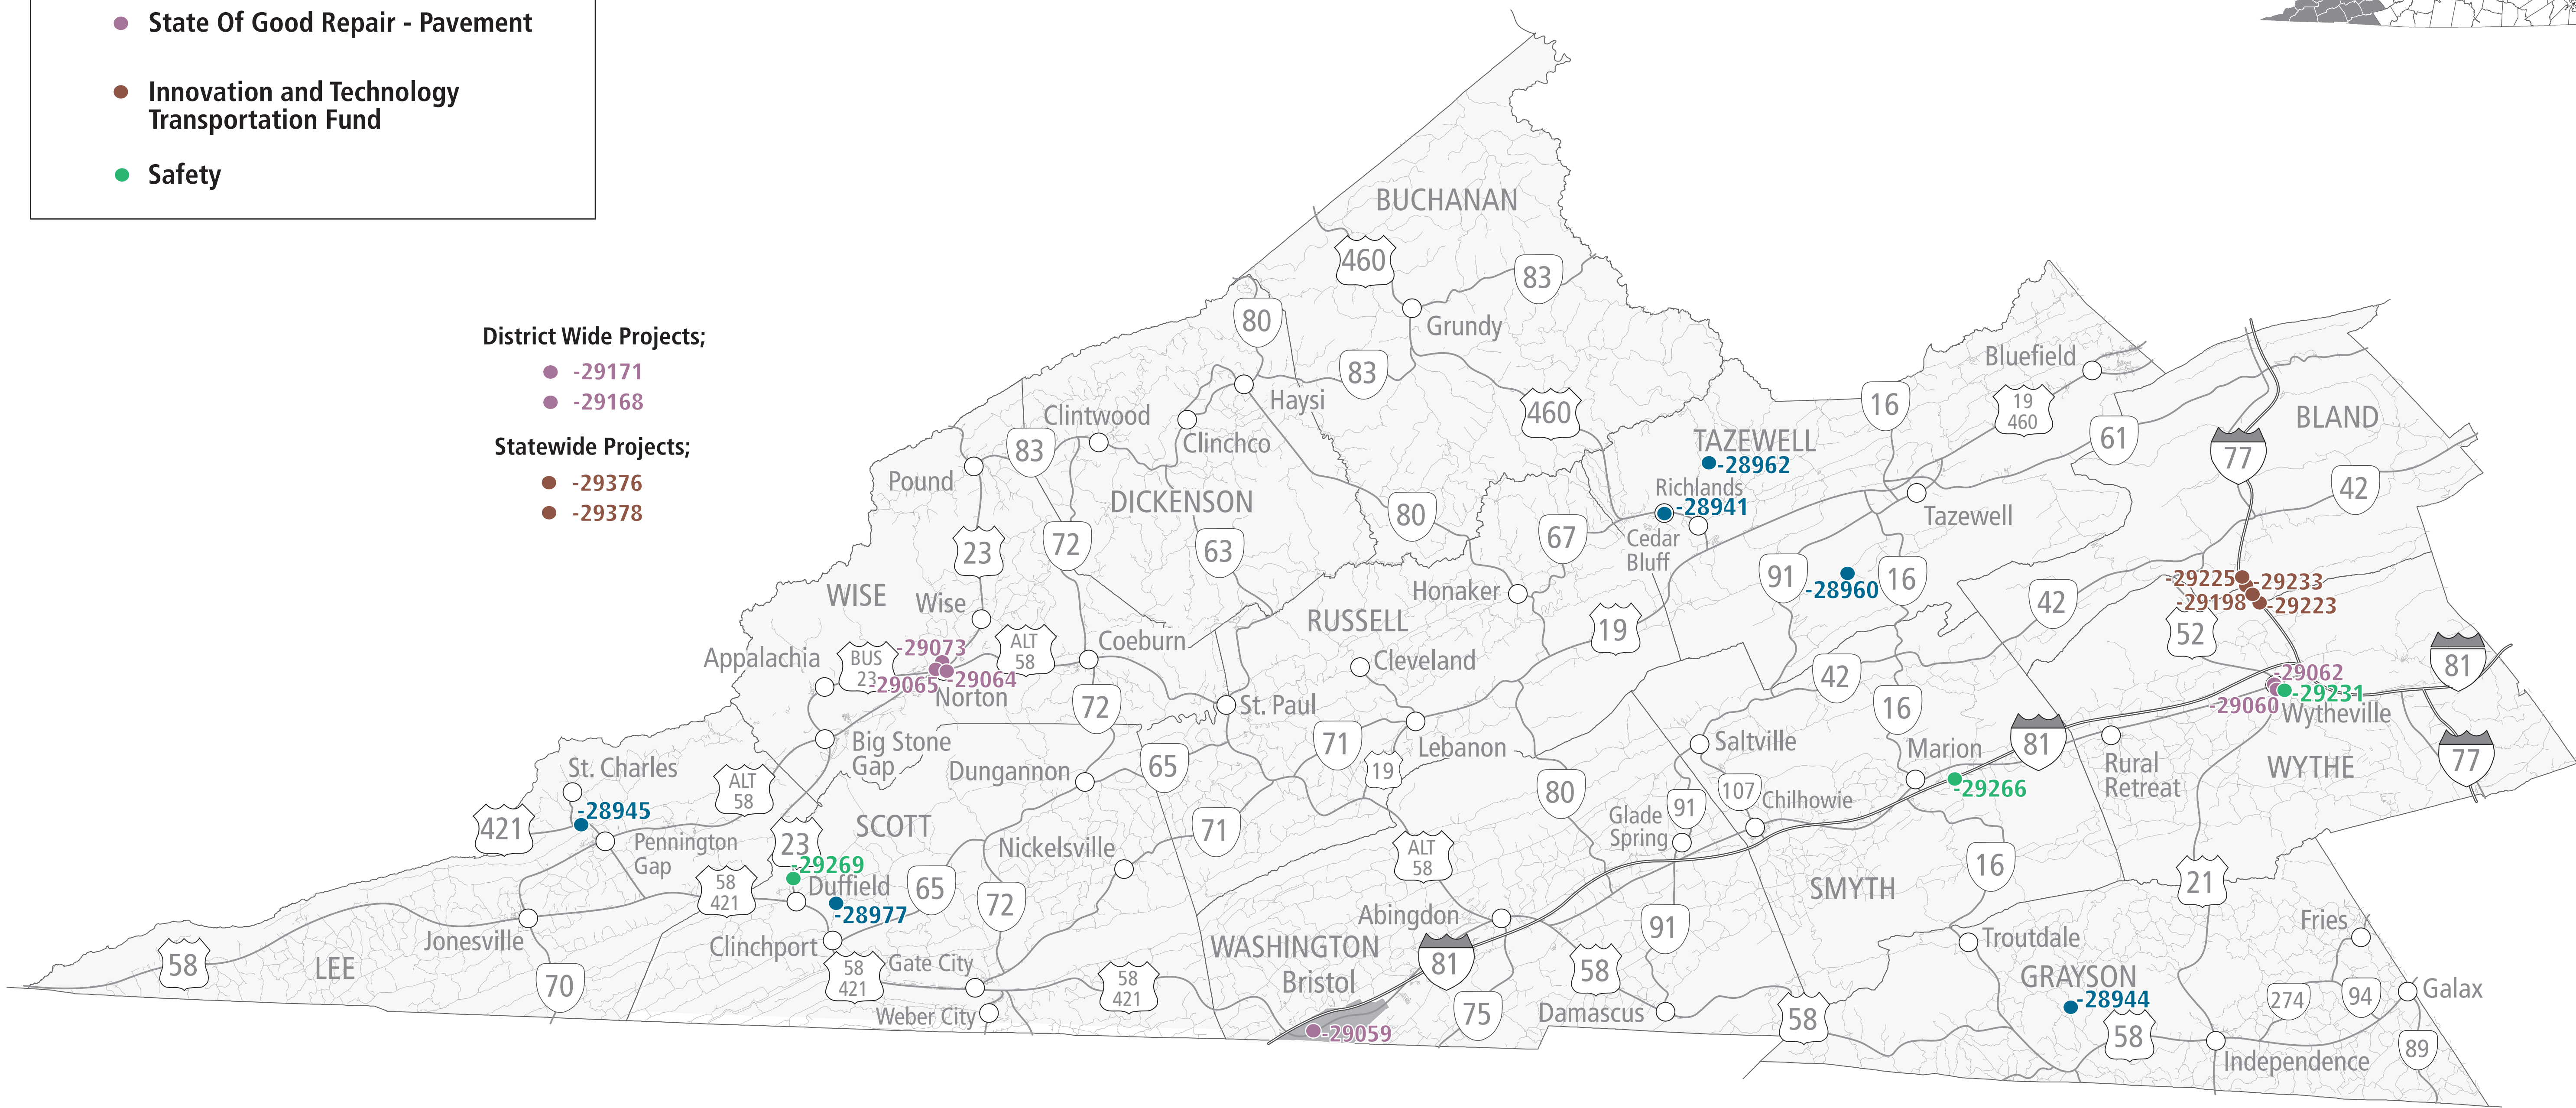 State Of Good Repair - Pavement
Innovation and Technology
Transportation Fund
Safety
District Wide Projects;
-29171
-29168
Statewide Projects;
-29376
-29378
BUCHANAN
460
83
80
Grundy
83
Haysi
460
Clintwood
Clinchco
83
Pound
DICKENSON
Bluefield
16
19
460
BLAND
61
77
42
TAZEWELL
-28962
Richlands
-28941
Tazewell
Cedar
Bluff
80
67
63
72
23
91
-28960
16
-29225
-29233
-29198
-29223
42
52
WISE
Wise
Honaker
RUSSELL
19
Cleveland
Coeburn
ALT
58
-29073
Appalachia
BUS
23
29065
-29064
Norton
72
St. Paul
71
Lebanon
19
42
16
81
-29062
-29231
-29060
Wytheville
81
77
WYTHE
Rural
Retreat
Marion
-29266
Saltville
107
Chilhowie
91
Glade
Spring
80
Big Stone
Gap
Dungannon
65
St. Charles
-28945
ALT
58
421
Pennington
Gap
23
SCOTT
-29269
Duffield
-28977
65
Nickelsville
71
72
58
421
ALT
58
SMYTH
16
21
Abingdon
91
Jonesville
LEE
58
70
Clinchport
58
421
Gate City
Weber City
58
421
WASHINGTON
Bristol
81
-29059
75
58
Damascus
58
Troutdale
GRAYSON
-28944
58
Fries
274
94
Galax
Independence
89